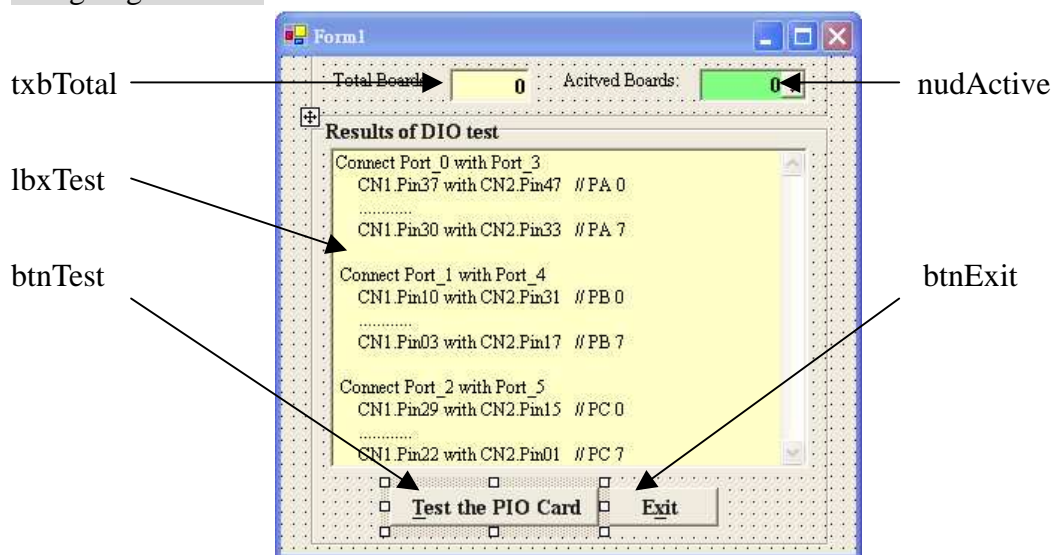 Form1
txbTotal
Total Boards
0
Acitved Boards:
0
nudActive
Results of DIO test
lbxTest
Connect Port_0 with Port_3
CN1.Pin37 with CN2.Pin47 // PA 0
............
CN1.Pin30 with CN2.Pin33 // PA 7
Connect Port_1 with Port_4
CN1.Pin10 with CN2.Pin31 // PB 0
............
CN1.Pin03 with CN2.Pin17 // PB 7
Connect Port_2 with Port_5
CN1.Pin29 with CN2.Pin15 // PC 0
............
CN1.Pin22 with CN2.Pin01 // PC 7
btnTest
btnExit
Test the PIO Card
Exit